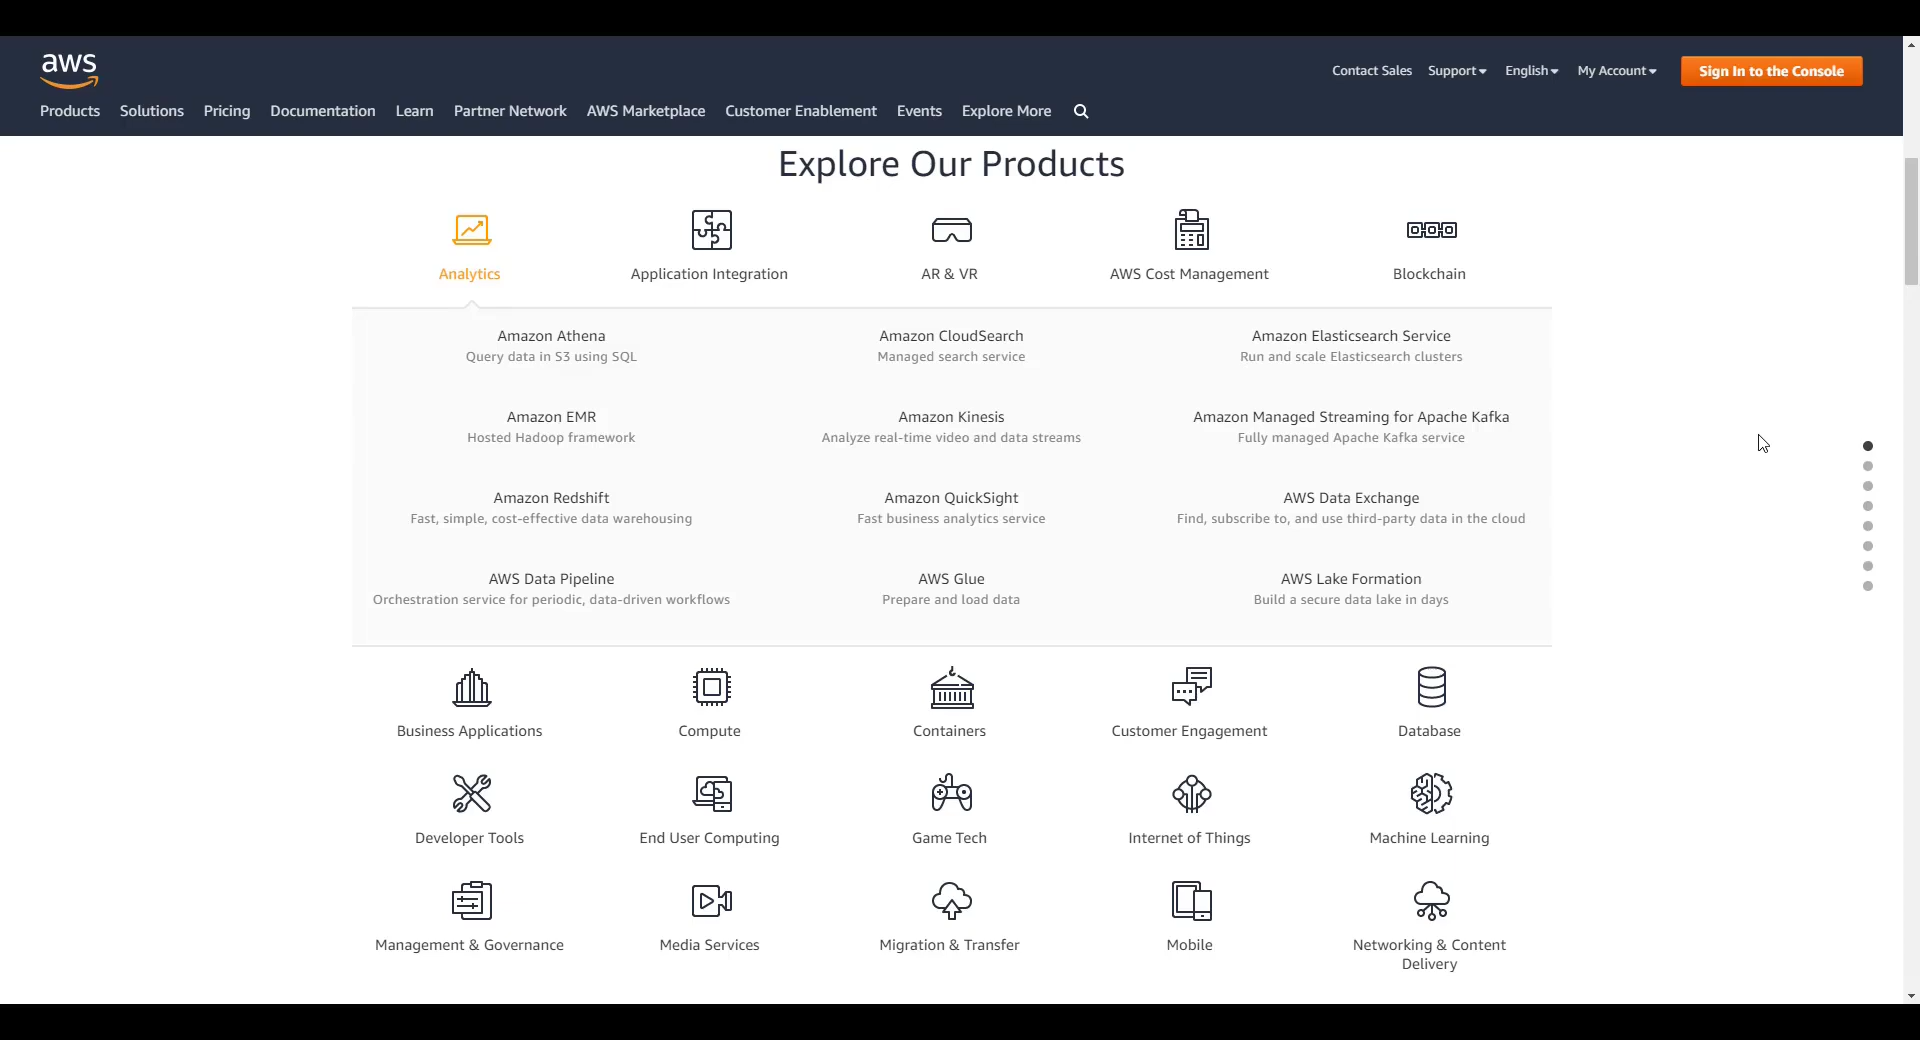 aws
Contact Sales Support English My Account Sign In to the Console
Products Solutions Pricing Documentation Learn Partner Network AWS Marketplace Customer Enablement Events Explore More
Explore Our Products
Analytics Application Integration AR & VR AWS Cost Management Blockchain
Amazon Athena Amazon CloudSearch Amazon Elasticsearch Service
Query data in S3 using SQL Managed search service Run and scale Elasticsearch clusters
Amazon EMR Amazon Kinesis Amazon Managed Streaming for Apache Kafka
Hosted Hadoop framework Analyze real-time video and data streams Fully managed Apache Kafka service
Amazon Redshift Amazon QuickSight AWS Data Exchange
Fast, simple, cost-effective data warehousing Fast business analytics service Find, subscribe to, and use third-party data in the cloud
AWS Data Pipeline AWS Glue AWS Lake Formation
Orchestration service for periodic, data-driven workflows Prepare and load data Build a secure data lake in days
Business Applications Compute Containers Customer Engagement Database
Developer Tools End User Computing Game Tech Internet of Things Machine Learning
Management & Governance Media Services Migration & Transfer Mobile Networking & Content
Delivery